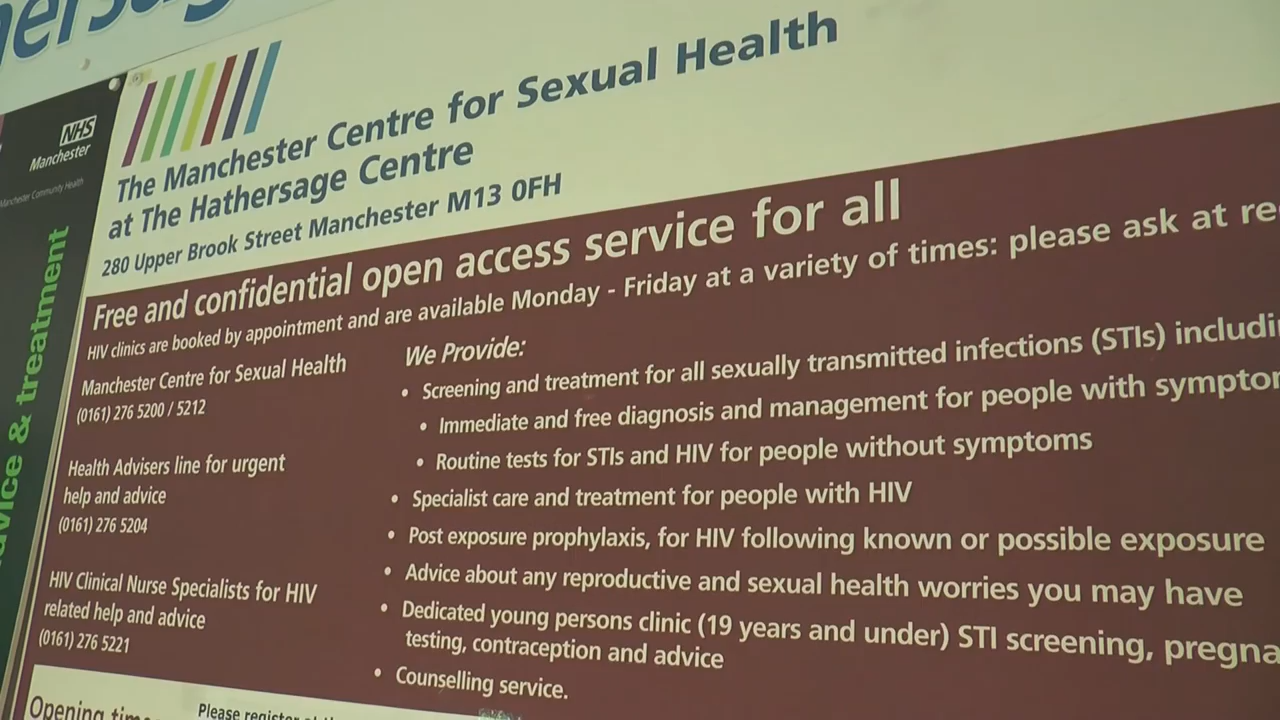 NHS
Manchester
Manchester Community Health
The Manchester Centre for Sexual Health
at The Hathersage Centre
280 Upper Brook Street Manchester M13 0FH
Free and confidential open access service for all
HIV clinics are booked by appointment and are available Monday - Friday at a variety of times: please ask at re
Manchester Centre for Sexual Health
(0161) 276 5200 / 5212
Health Advisers line for urgent
help and advice
(0161) 276 5204
HIV Clinical Nurse Specialists for HIV
related help and advice
(0161) 276 5221
We Provide:
• Screening and treatment for all sexually transmitted infections (STIs) includi
• Immediate and free diagnosis and management for people with sympto
• Routine tests for STIs and HIV for people without symptoms
• Specialist care and treatment for people with HIV
• Post exposure prophylaxis, for HIV following known or possible exposure
• Advice about any reproductive and sexual health worries you may have
• Dedicated young persons clinic (19 years and under) STI screening, pregna
testing, contraception and advice
• Counselling service.
vice & treatment
Opening time
Please register at the